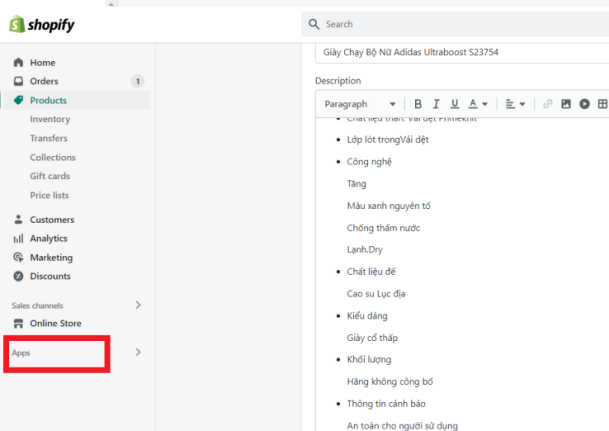 shopify
Search
Home
Orders
1
Products
Inventory
Transfers
Collections
Gift cards
Price lists
Customers
Analytics
Marketing
Discounts
Sales channels
Online Store
Apps
Giày Chạy Bộ Nữ Adidas Ultraboost S23754
Description
Paragraph
B I U A
Chất liệu thân: Vải dệt Primeknit
Lớp lót trongVải dệt
Công nghệ
Tăng
Màu xanh nguyên tố
Chống thấm nước
Lạnh.Dry
Chất liệu đế
Cao su Lục địa
Kiểu dáng
Giày cổ thấp
Khối lượng
Hãng không công bố
Thông tin cảnh báo
An toàn cho người sử dụng